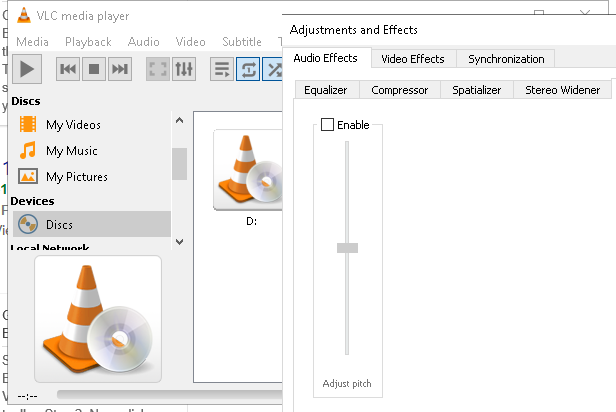 VLC media player
Media Playback Audio Video Subtitle
Discs
My Videos
My Music
My Pictures
Devices
Discs
Local Network
D:
--:--
Adjustments and Effects
Audio Effects Video Effects Synchronization
Equalizer Compressor Spatializer Stereo Widener
Enable
Adjust pitch